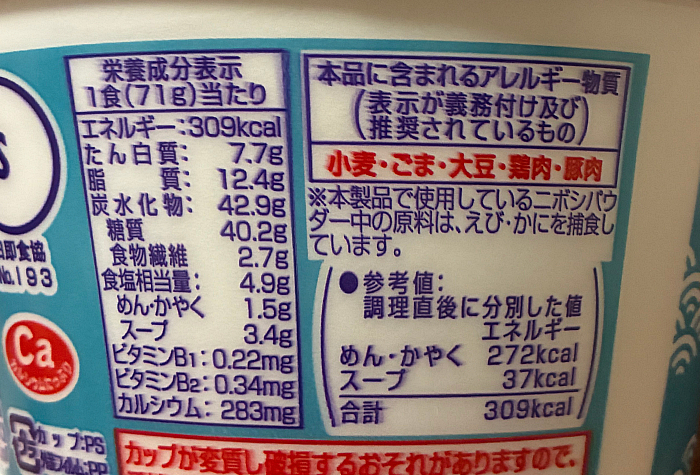 栄養成分表示
1食(71g)当たり
エネルギー:309kcal
たん白質: 7.7g
脂質: 12.4g
炭水化物: 42.9g
糖質 40.2g
食物繊維 2.7g
食塩相当量: 4.9g
めん・かやく 1.5g
スープ 3.4g
ビタミンB1:0.22mg
ビタミンB2:0.34mg
カルシウム: 283mg
本品に含まれるアレルギー物質
(表示が義務付け及び
推奨されているもの)
小麦・ごま・大豆・鶏肉・豚肉
※本製品で使用しているニボシパウ
ダー中の原料は、えび・かにを捕食し
ています。
●参考値:
調理直後に分別した値
エネルギー
めん・かやく 272kcal
スープ 37kcal
合計 309kcal
即食協
No.193
Ca
カップ:PS
PP
カップが変質し破損するおそれがありますので、